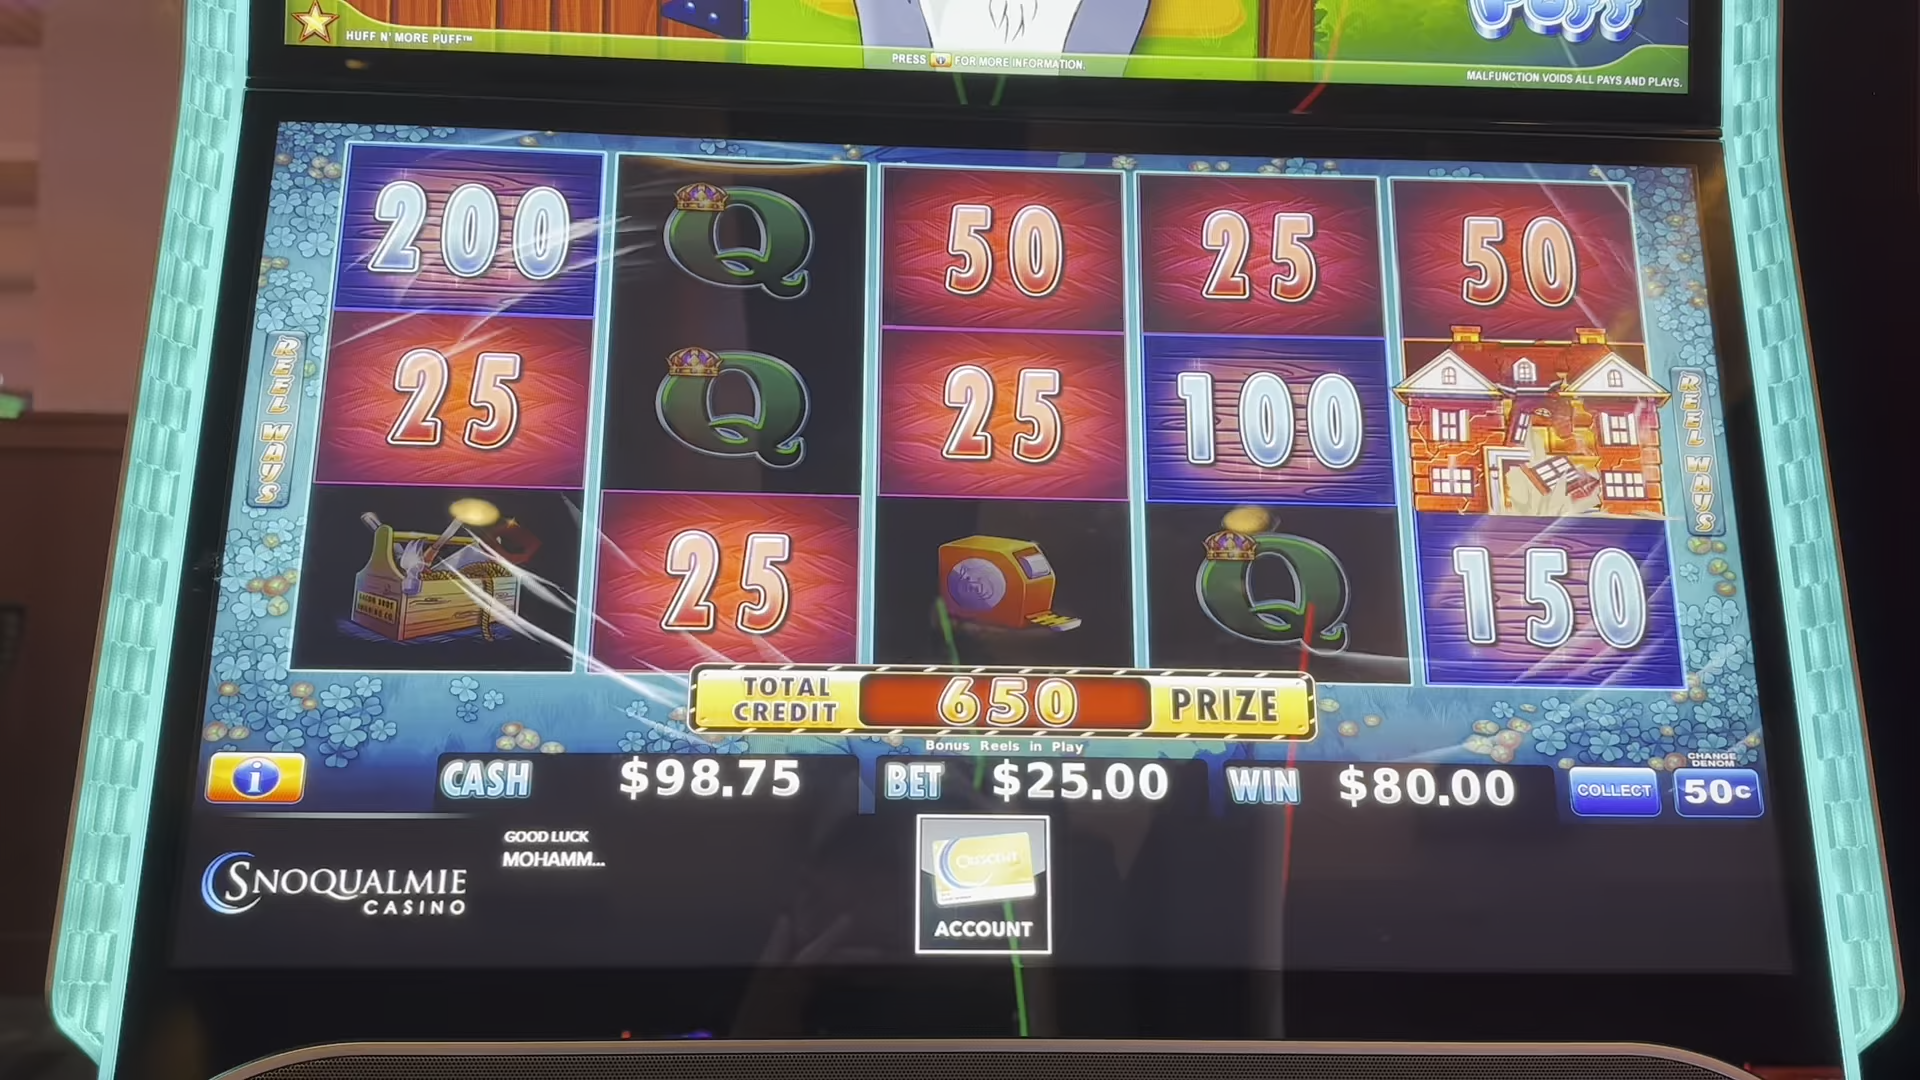 PUFF
HUFF N' MORE PUFF™
PRESS i FOR MORE INFORMATION.
MALFUNCTION VOIDS ALL PAYS AND PLAYS.
200 Q 50 25 50
REEL WAYS
25 Q 25 100
REEL WAYS
25 Q 150
TOTAL CREDIT 650 PRIZE
Bonus Reels in Play
i CASH $98.75 BET $25.00 WIN $80.00 COLLECT
CHANGE DENOM
50¢
GOOD LUCK
MOHAMM...
SNOQUALMIE
CASINO
CRESCENT
ACCOUNT